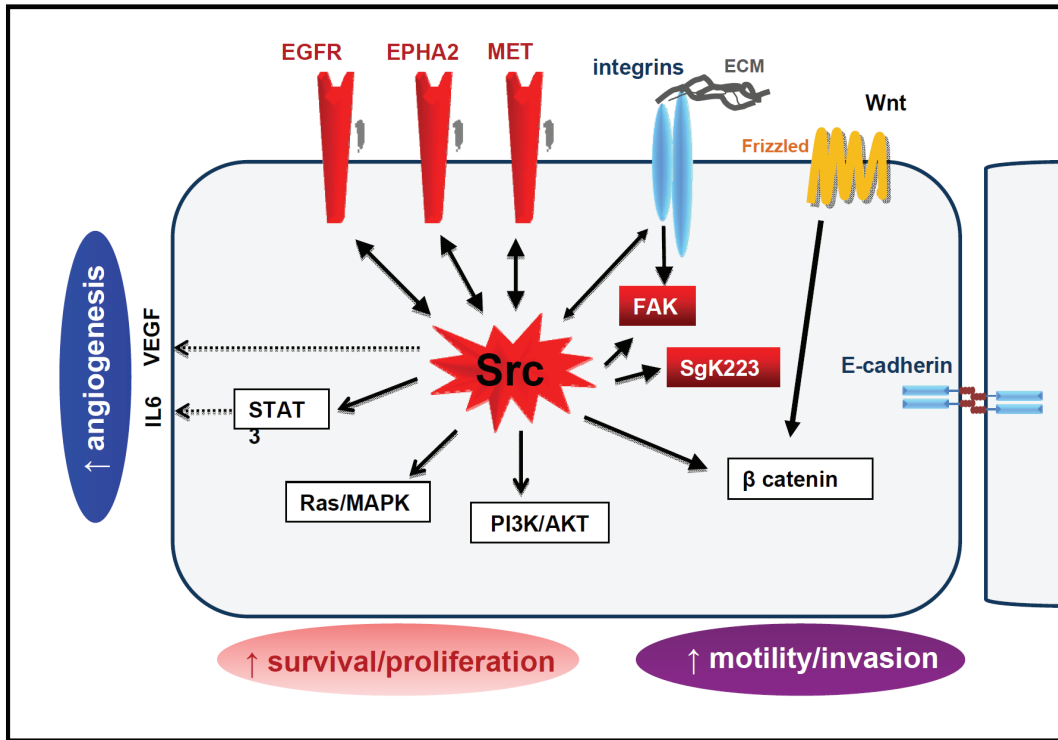 EGFR
EPHA2
MET
integrins
ECM
Wnt
Frizzled
↑ angiogenesis
VEGF
IL6
Src
FAK
SgK223
E-cadherin
STAT
3
Ras/MAPK
PI3K/AKT
β catenin
↑ survival/proliferation
↑ motility/invasion